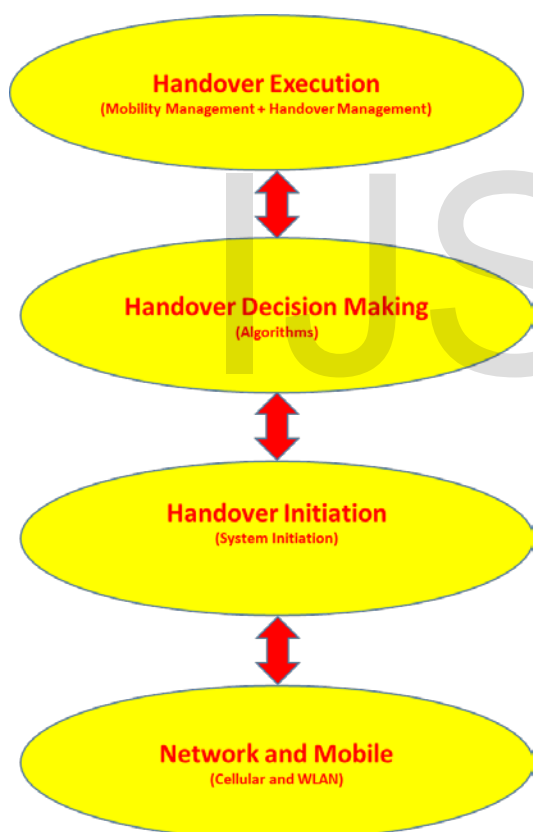 Handover Execution
(Mobility Management + Handover Management)
IJS
Handover Decision Making
(Algorithms)
Handover Initiation
(System Initiation)
Network and Mobile
(Cellular and WLAN)